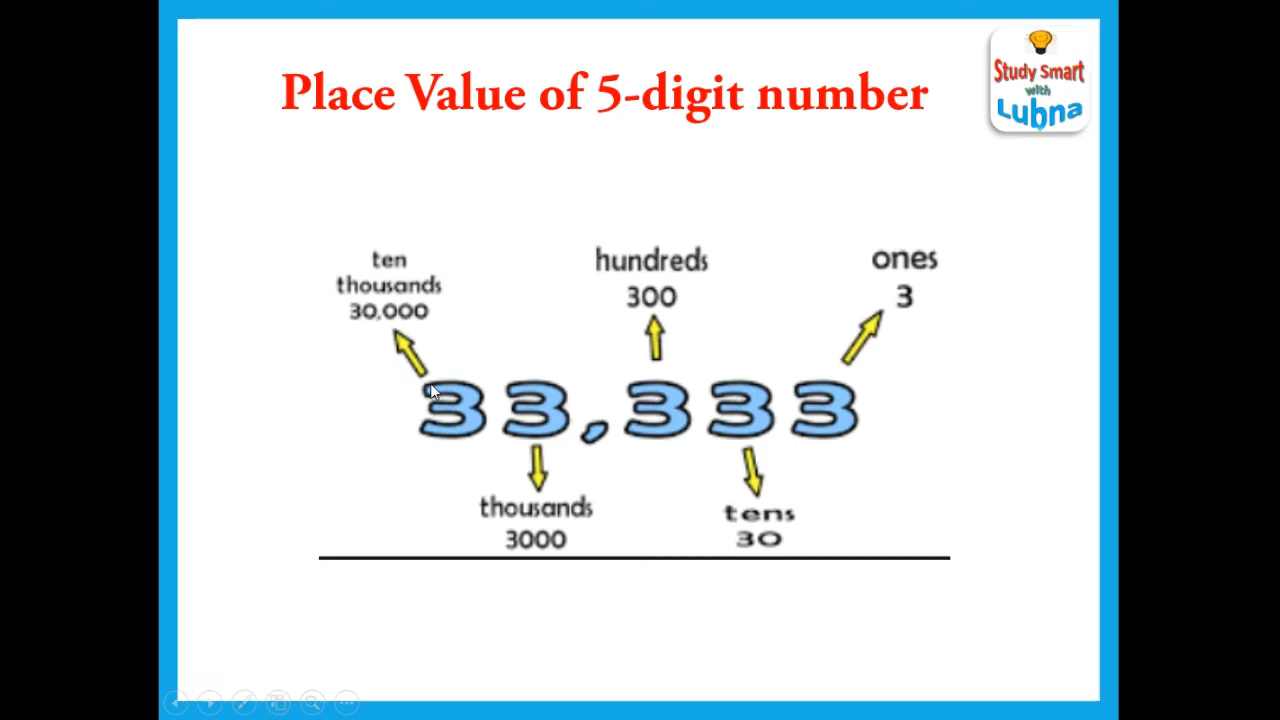 Place Value of 5-digit number
Study Smart
with
Lubna
ten
thousands
30,000
hundreds
300
ones
3
33,333
thousands
3000
tens
30